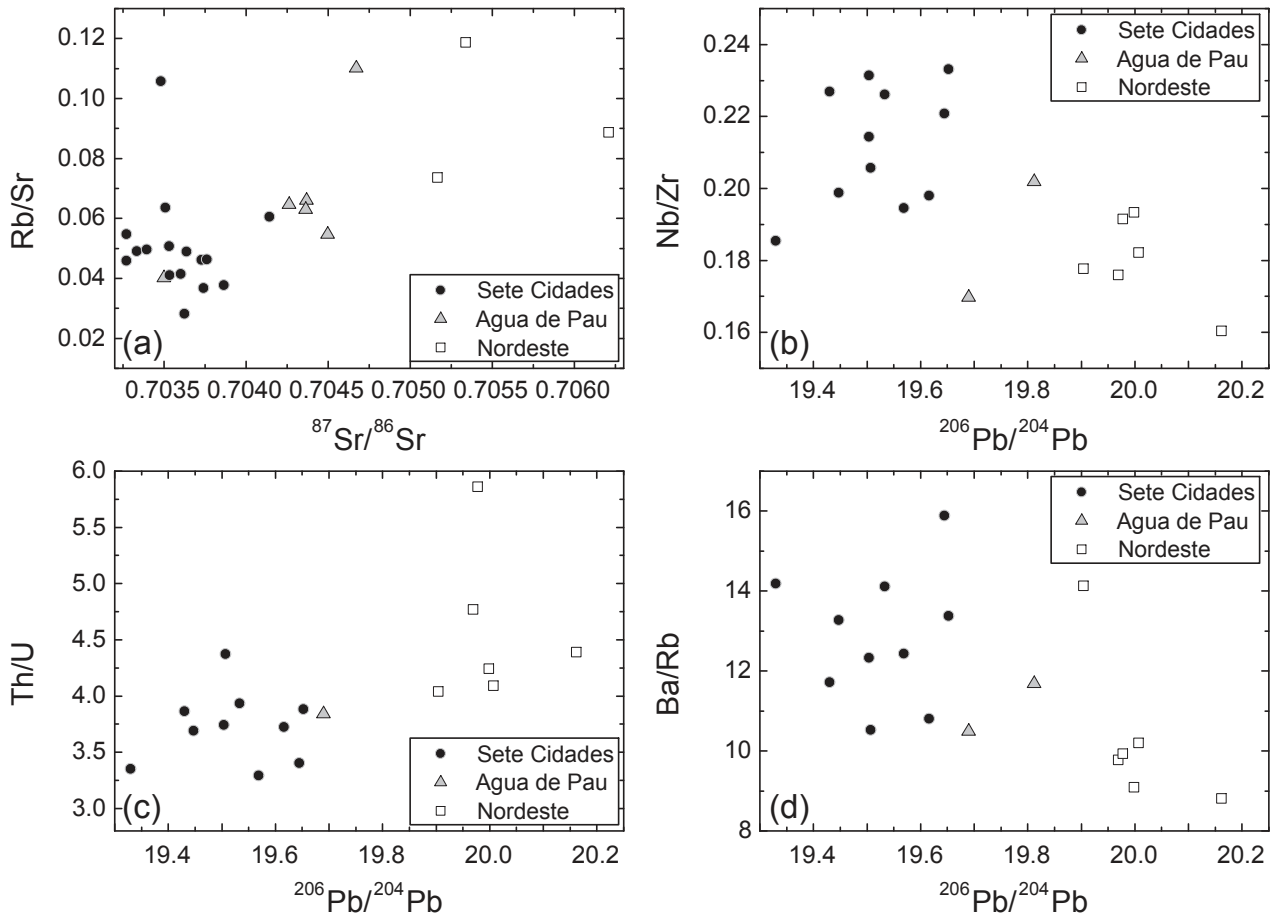 0.12
0.10
0.08
0.06
0.04
0.02
Rb/Sr
Sete Cidades
Agua de Pau
Nordeste
(a)
0.7035 0.7040 0.7045 0.7050 0.7055 0.7060
87Sr/86Sr
0.24
0.22
0.20
0.18
0.16
Nb/Zr
Sete Cidades
Agua de Pau
Nordeste
(b)
19.4 19.6 19.8 20.0 20.2
206Pb/204Pb
6.0
5.5
5.0
4.5
4.0
3.5
3.0
Th/U
Sete Cidades
Agua de Pau
Nordeste
(c)
19.4 19.6 19.8 20.0 20.2
206Pb/204Pb
16
14
12
10
8
Ba/Rb
Sete Cidades
Agua de Pau
Nordeste
(d)
19.4 19.6 19.8 20.0 20.2
206Pb/204Pb